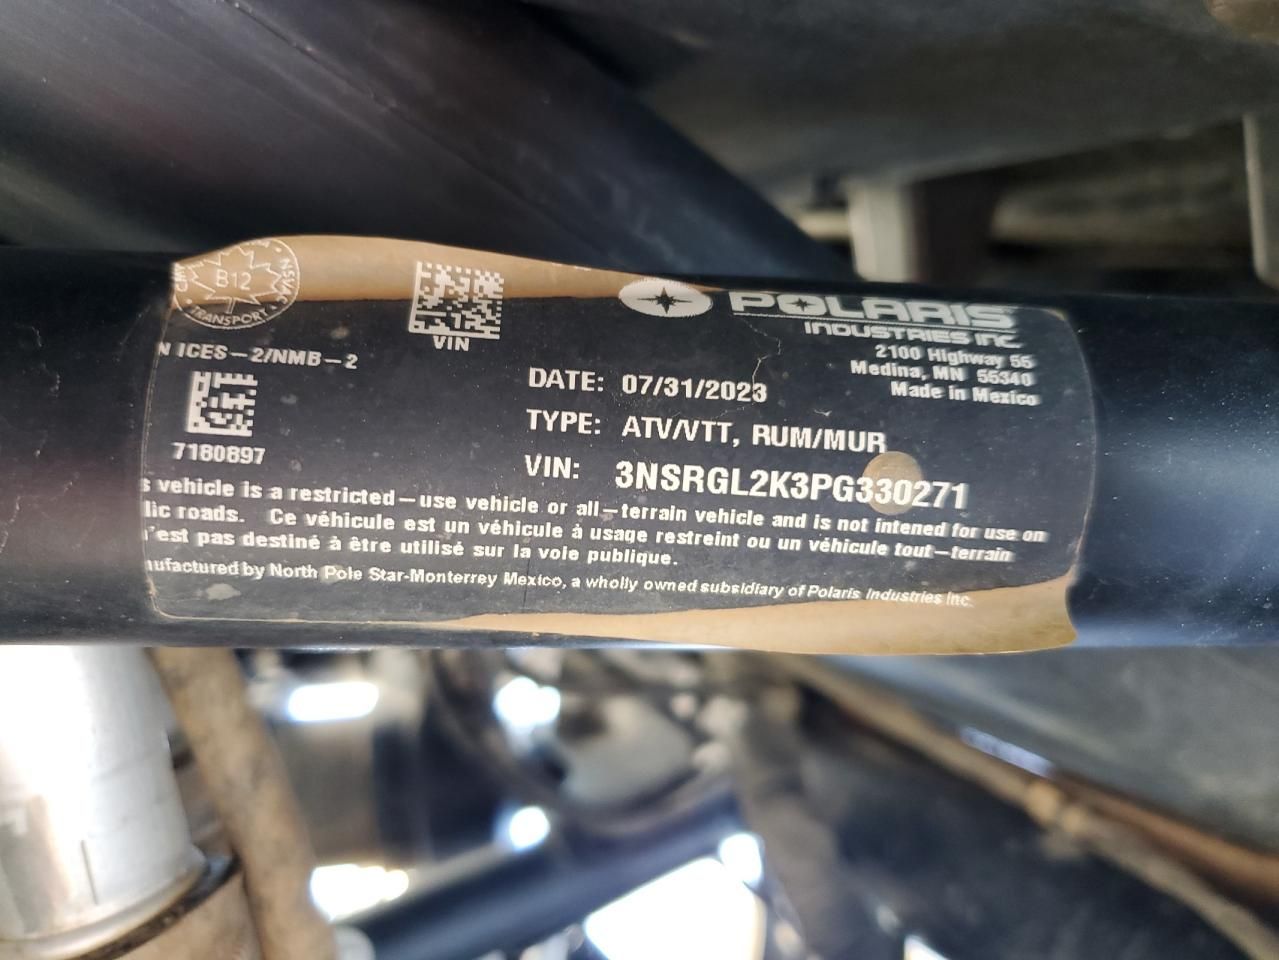 B12
TRANSPORT
VIN
POLARIS
INDUSTRIES INC.
2100 Highway 55
Medina, MN 55340
Made in Mexico
ICES-2/NMB-2
7180897
DATE: 07/31/2023
TYPE: ATV/VTT, RUM/MUR
VIN: 3NSRGL2K3PG330271
s vehicle is a restricted-use vehicle or all-terrain vehicle and is not intened for use on
lic roads. Ce véhicule est un véhicule à usage restreint ou un véhicule tout-terrain
'est pas destiné à être utilisé sur la voie publique.
ufactured by North Pole Star-Monterrey Mexico, a wholly owned subsidiary of Polaris Industries Inc.